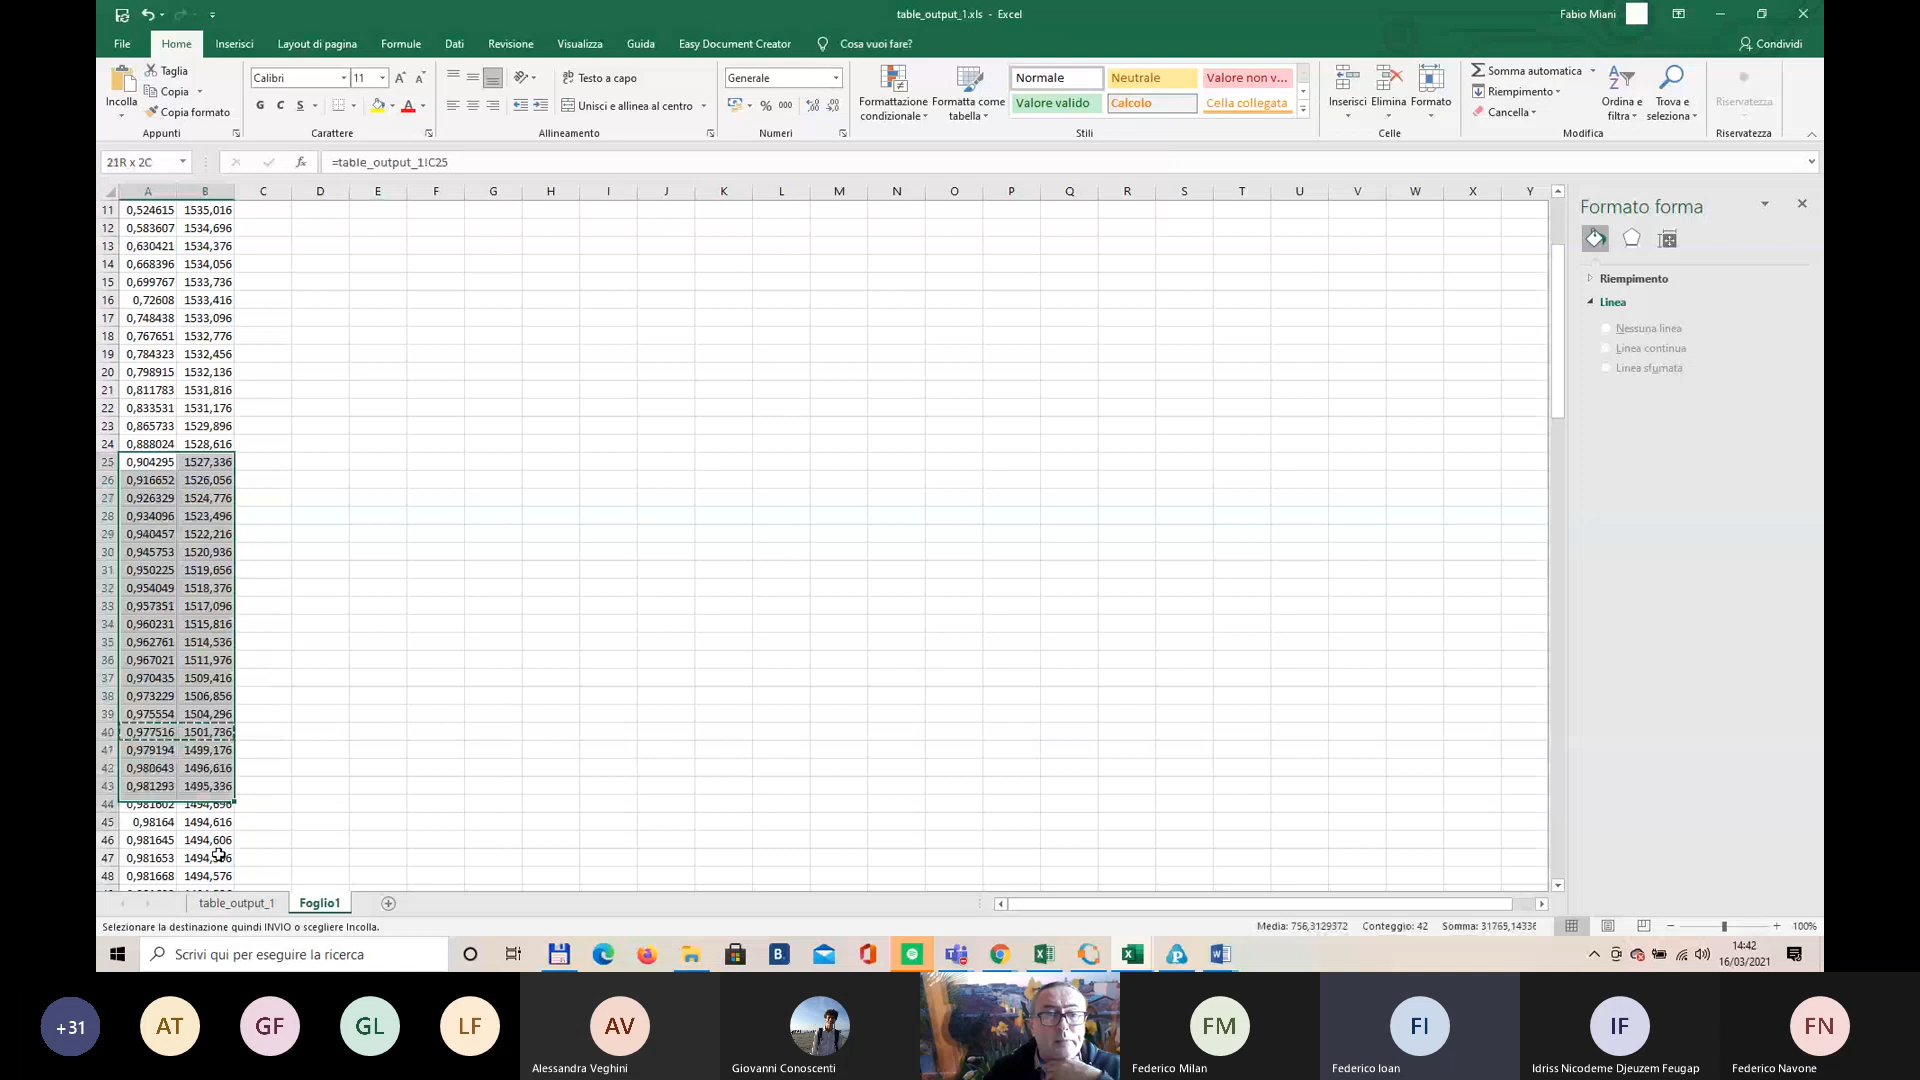 table_output_1.xls - Excel
Fabio Miani
File Home Inserisci Layout di pagina Formule Dati Revisione Visualizza Guida Easy Document Creator Cosa vuoi fare? Condividi
Incolla Taglia Copia Copia formato
Calibri 11
G C S
Testo a capo
Unisci e allinea al centro
Generale
% 000
Formattazione condizionale
Formatta come tabella
Normale Neutrale Valore non v...
Valore valido Calcolo Cella collegata
Inserisci Elimina Formato
Somma automatica
Riempimento
Cancella
Ordina e filtra
Trova e seleziona
Riservatezza
Appunti Carattere Allineamento Numeri Stili Celle Modifica Riservatezza
21R x 2C fx =table_output_1!C25
A B C D E F G H I J K L M N O P Q R S T U V W X Y
11 0,524615 1535,016
12 0,583607 1534,696
13 0,630421 1534,376
14 0,668396 1534,056
15 0,699767 1533,736
16 0,72608 1533,416
17 0,748438 1533,096
18 0,767651 1532,776
19 0,784323 1532,456
20 0,798915 1532,136
21 0,811783 1531,816
22 0,833531 1531,176
23 0,865733 1529,896
24 0,888024 1528,616
25 0,904295 1527,336
26 0,916652 1526,056
27 0,926329 1524,776
28 0,934096 1523,496
29 0,940457 1522,216
30 0,945753 1520,936
31 0,950225 1519,656
32 0,954049 1518,376
33 0,957351 1517,096
34 0,960231 1515,816
35 0,962761 1514,536
36 0,967021 1511,976
37 0,970435 1509,416
38 0,973229 1506,856
39 0,975554 1504,296
40 0,977516 1501,736
41 0,979194 1499,176
42 0,980643 1496,616
43 0,981293 1495,336
44 0,981602 1494,696
45 0,98164 1494,616
46 0,981645 1494,606
47 0,981653
48 0,981668 1494,576
Formato forma
Riempimento
Linea
Nessuna linea
Linea continua
Linea sfumata
table_output_1 Foglio1
Selezionare la destinazione quindi INVIO o scegliere Incolla.
Media: 756,3129372 Conteggio: 42 Somma: 31765,14336
100%
Scrivi qui per eseguire la ricerca
14:42
16/03/2021
+31 AT GF GL LF AV FM FI IF FN
Alessandra Veghini Giovanni Conoscenti Federico Milan Federico Ioan Idriss Nicodeme Djeuzem Feugap Federico Navone